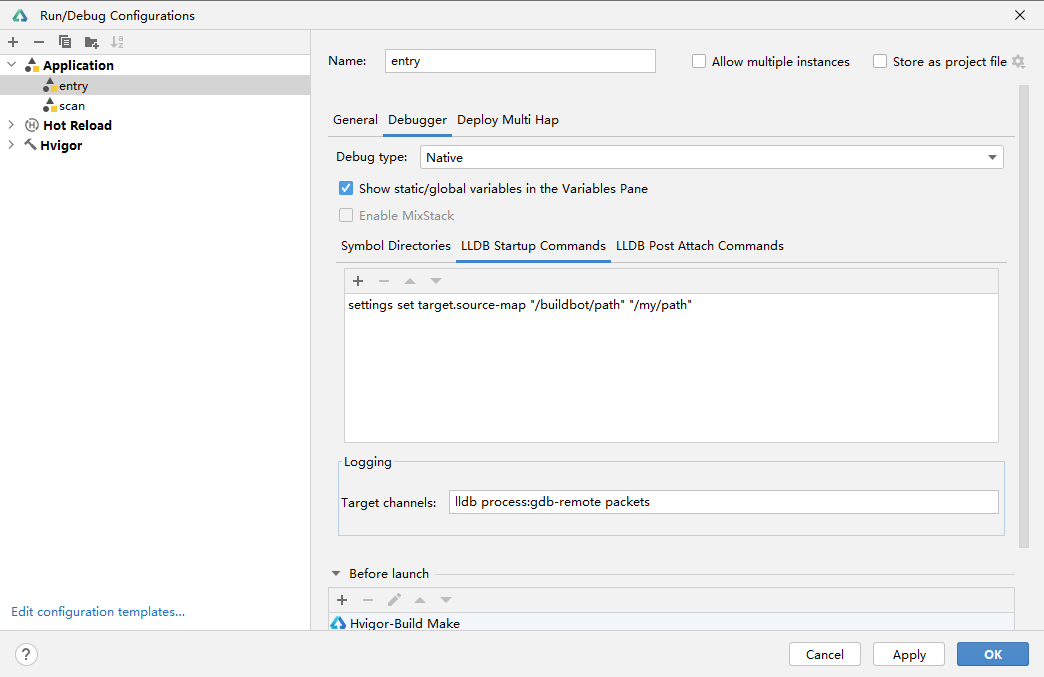 Run/Debug Configurations
Application
entry
scan
Hot Reload
Hvigor
Edit configuration templates...
Name: entry
Allow multiple instances
Store as project file
General Debugger Deploy Multi Hap
Debug type: Native
Show static/global variables in the Variables Pane
Enable MixStack
Symbol Directories LLDB Startup Commands LLDB Post Attach Commands
settings set target.source-map "/buildbot/path" "/my/path"
Logging
Target channels: lldb process:gdb-remote packets
Before launch
Hvigor-Build Make
? Cancel Apply OK